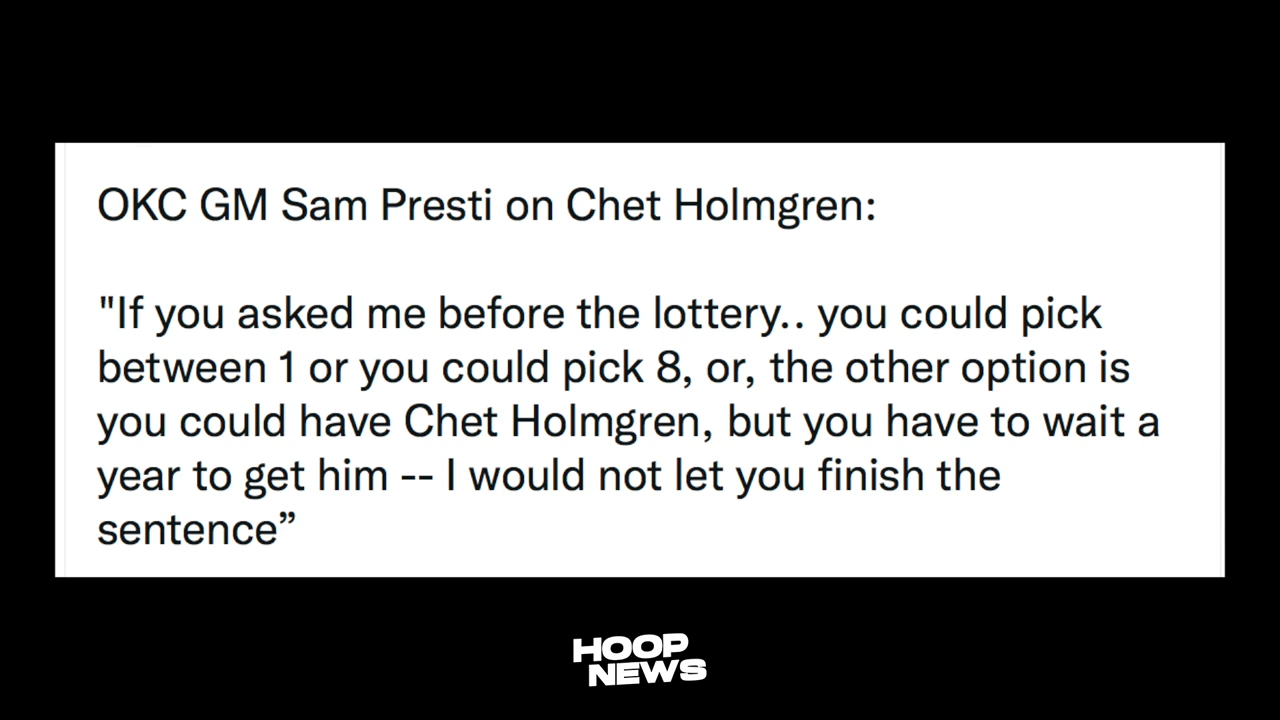 OKC GM Sam Presti on Chet Holmgren:
"If you asked me before the lottery.. you could pick
between 1 or you could pick 8, or, the other option is
you could have Chet Holmgren, but you have to wait a
year to get him -- I would not let you finish the
sentence”
HOOP
NEWS